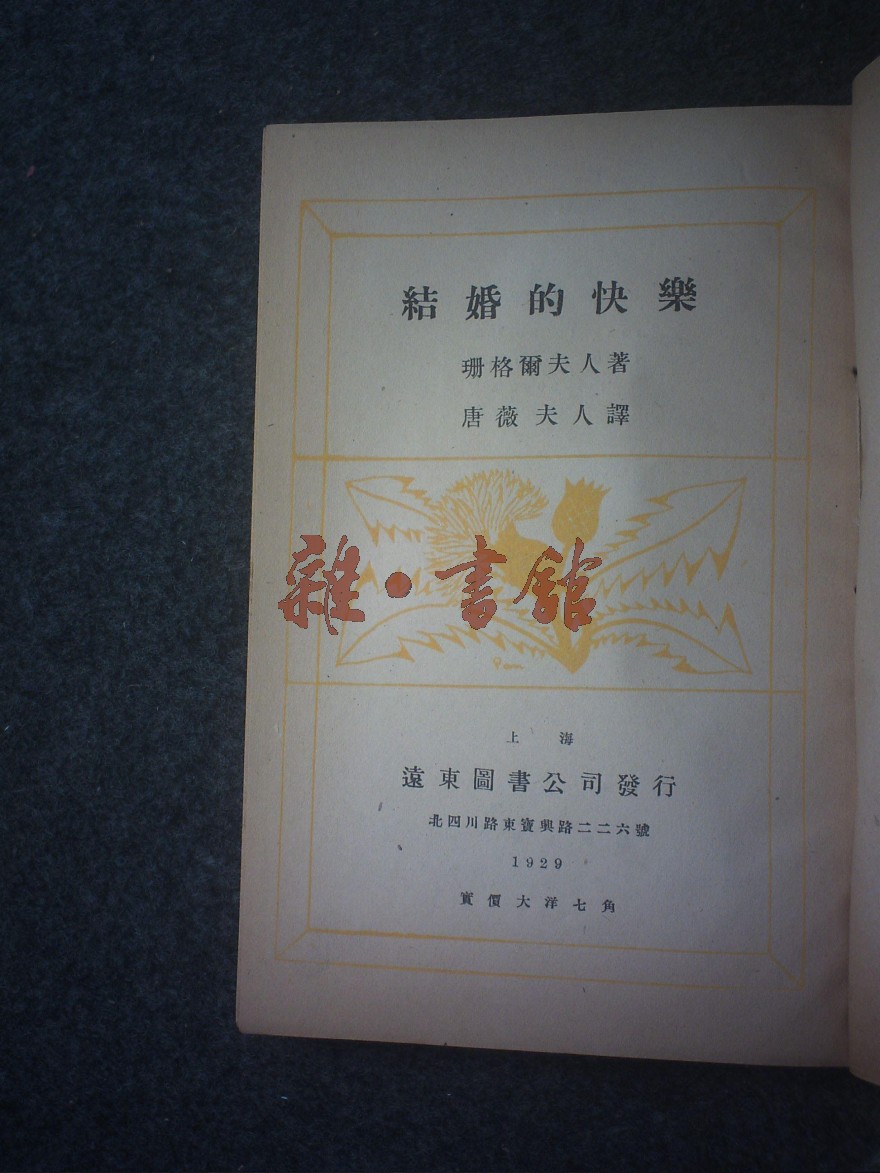 結婚的快樂
珊格爾夫人著
唐薇夫人譯
雜·書舘
Pan
上海
遠東圖書公司發行
北四川路東寶興路二二六號
1929
實價大洋七角